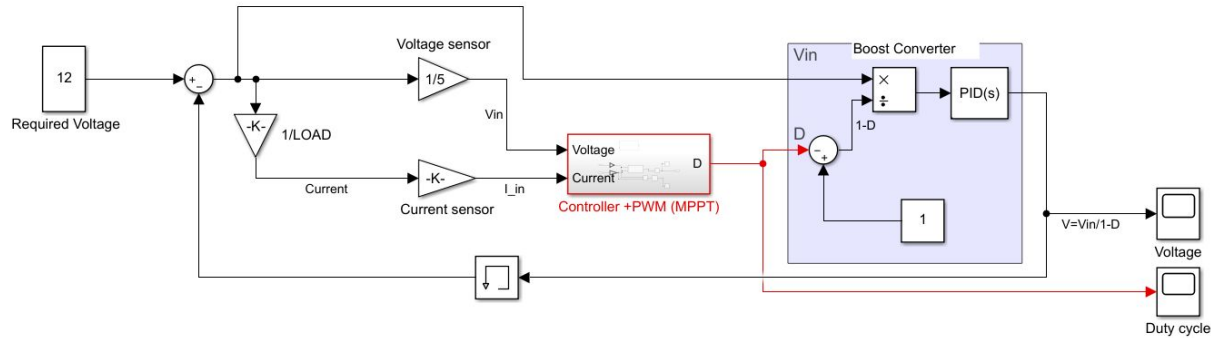 Voltage sensor
Boost Converter
Vin
12
+
−
1/5
×
÷
PID(s)
Required Voltage
Vin
-K-
1/LOAD
1-D
D
Voltage
D
−
+
Current
Current
-K-
I_in
Controller +PWM (MPPT)
Current sensor
1
V=Vin/1-D
Voltage
Duty cycle